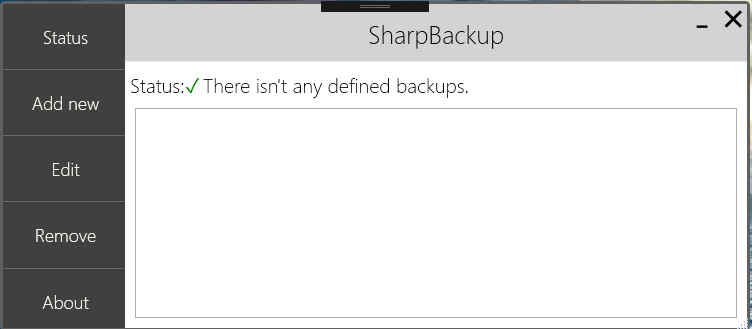 SharpBackup
Status
Add new
Edit
Remove
About
Status:✓ There isn't any defined backups.